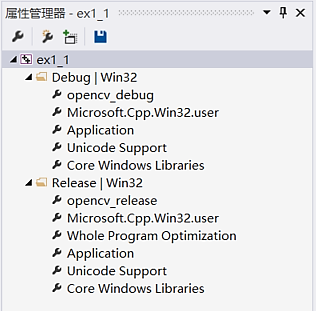 属性管理器 - ex1_1
ex1_1
Debug | Win32
opencv_debug
Microsoft.Cpp.Win32.user
Application
Unicode Support
Core Windows Libraries
Release | Win32
opencv_release
Microsoft.Cpp.Win32.user
Whole Program Optimization
Application
Unicode Support
Core Windows Libraries